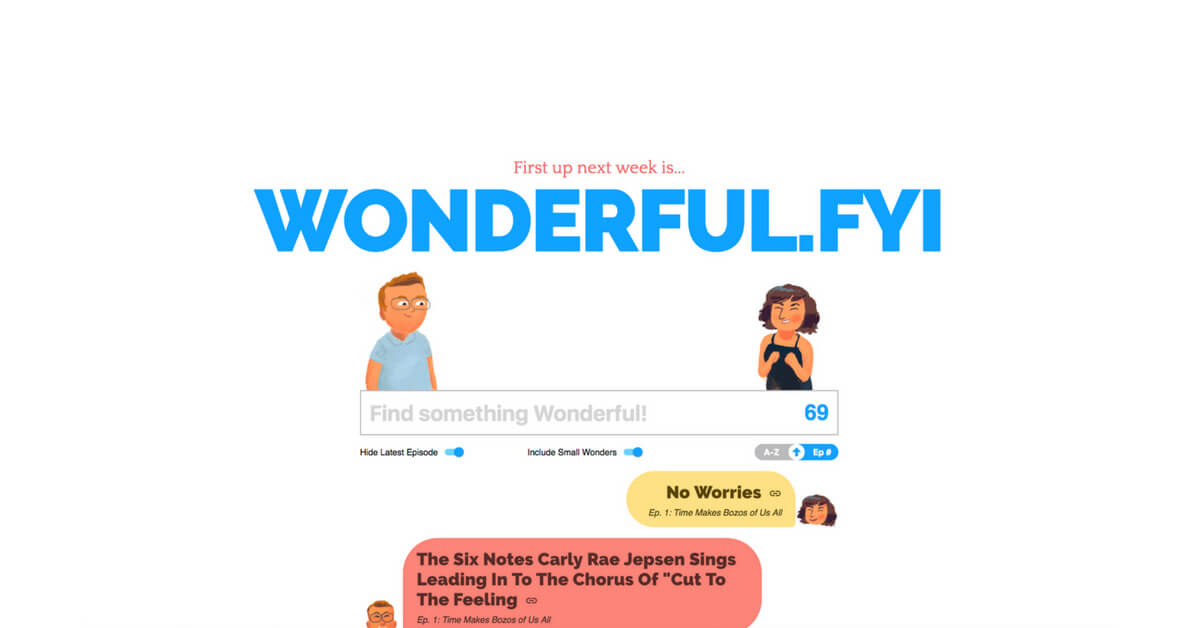 First up next week is...
WONDERFUL.FYI
Find something Wonderful! 69
Hide Latest Episode Include Small Wonders A-Z Ep #
No Worries
Ep. 1: Time Makes Bozos of Us All
The Six Notes Carly Rae Jepsen Sings
Leading In To The Chorus Of "Cut To
The Feeling
Ep. 1: Time Makes Bozos of Us All